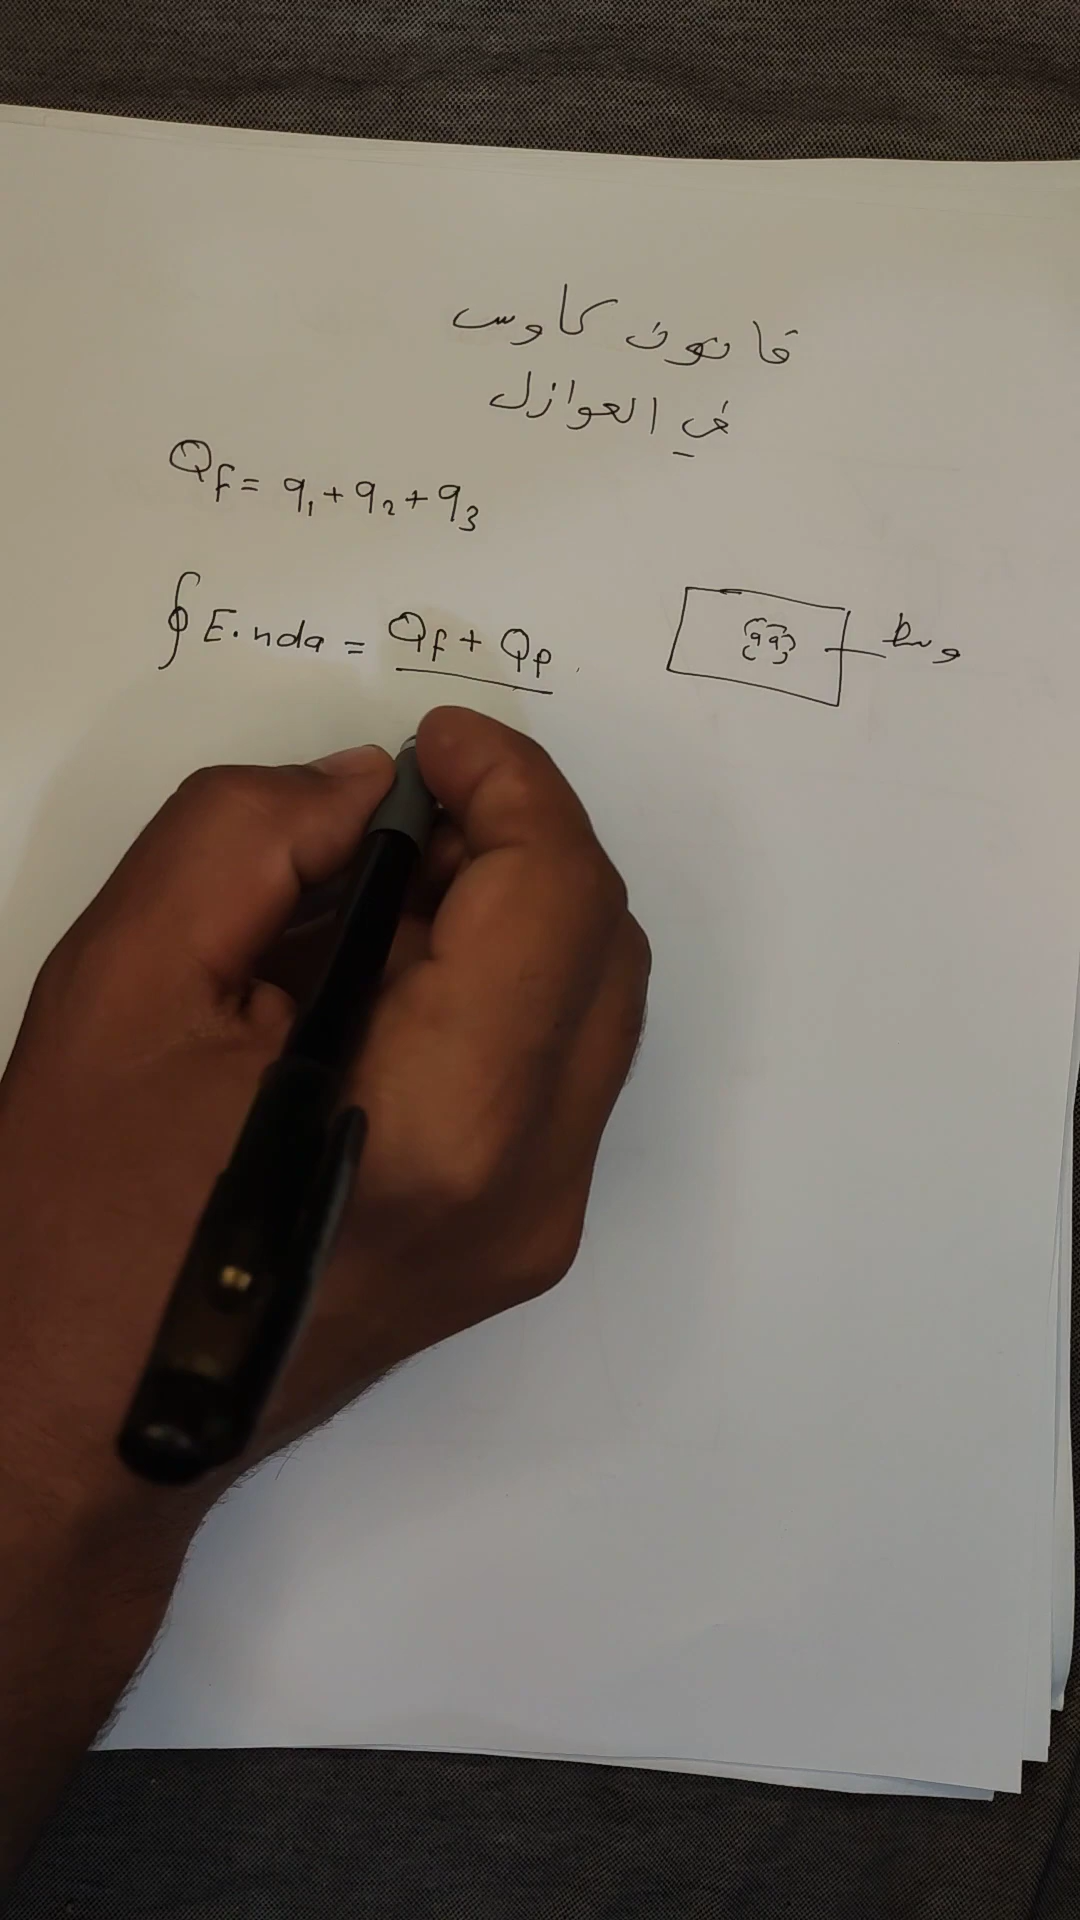 قانون كاوس
في العوازل
Qf = q1 + q2 + q3
∮ E . nda = Qf + Qp
q q
وسط